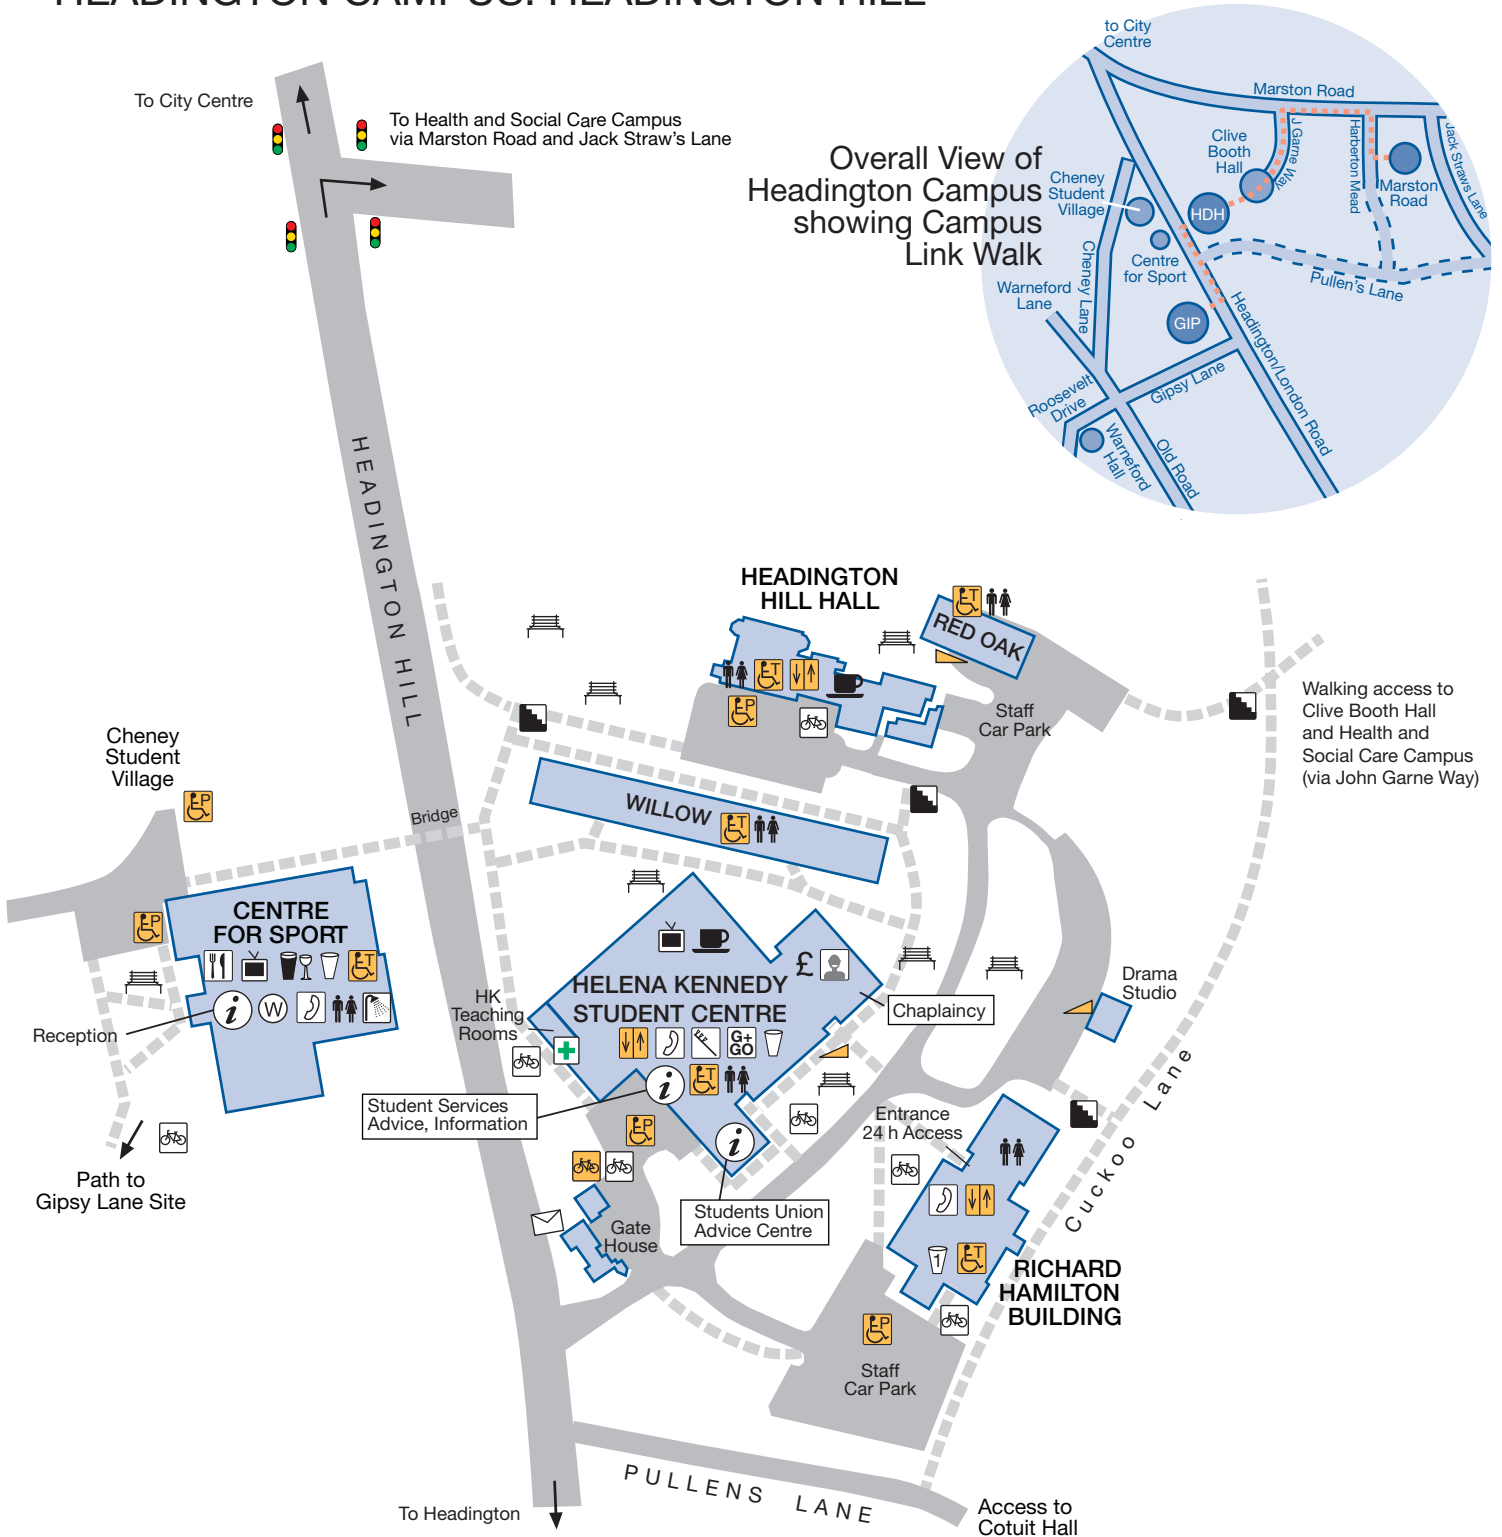 HEADINGTON CAMPUS: HEADINGTON HILL
To City Centre
To Health and Social Care Campus
via Marston Road and Jack Straw's Lane
Overall View of
Headington Campus
showing Campus
Link Walk
to City
Centre
Marston Road
J Garne Way
Harberton Mead
Jack Straws Lane
Clive
Booth
Hall
Marston
Road
Cheney
Student
Village
HDH
Centre
for Sport
Cheney Lane
Pullen's Lane
Warneford
Lane
GIP
Headington/London Road
Gipsy Lane
Roosevelt
Drive
Warneford
Hall
Old Road
HEADINGTON HILL
HEADINGTON
HILL HALL
T
RED OAK
T
P
Staff
Car Park
Walking access to
Clive Booth Hall
and Health and
Social Care Campus
(via John Garne Way)
Cheney
Student
Village
P
Bridge
WILLOW
T
CENTRE
FOR SPORT
P
T
i
W
Reception
Path to
Gipsy Lane Site
£
HELENA KENNEDY
STUDENT CENTRE
HK
Teaching
Rooms
G+
GO
T
i
Chaplaincy
Drama
Studio
Student Services
Advice, Information
P
i
Students Union
Advice Centre
Gate
House
Entrance
24 h Access
1
T
RICHARD
HAMILTON
BUILDING
Cuckoo Lane
P
Staff
Car Park
PULLENS LANE
To Headington
Access to
Cotuit Hall